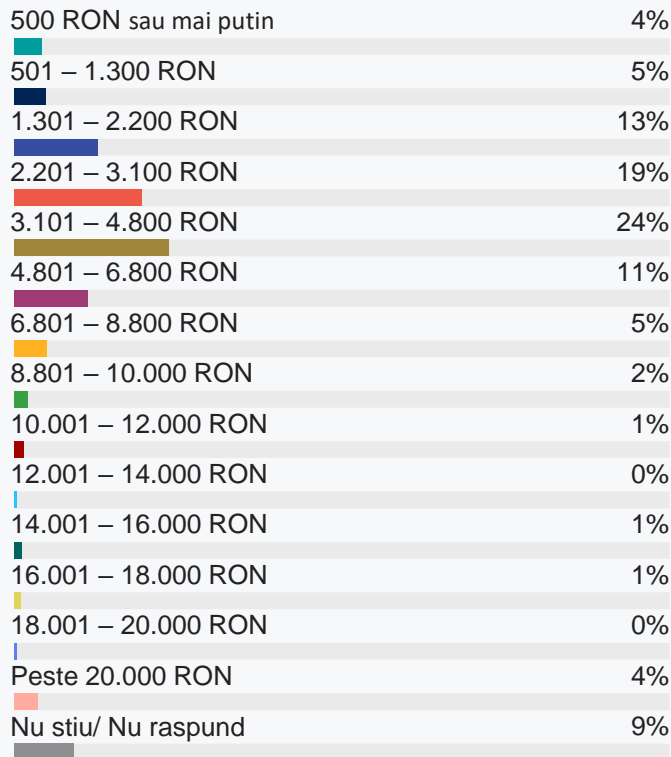 500 RON sau mai putin 4%
501 – 1.300 RON 5%
1.301 – 2.200 RON 13%
2.201 – 3.100 RON 19%
3.101 – 4.800 RON 24%
4.801 – 6.800 RON 11%
6.801 – 8.800 RON 5%
8.801 – 10.000 RON 2%
10.001 – 12.000 RON 1%
12.001 – 14.000 RON 0%
14.001 – 16.000 RON 1%
16.001 – 18.000 RON 1%
18.001 – 20.000 RON 0%
Peste 20.000 RON 4%
Nu stiu/ Nu raspund 9%